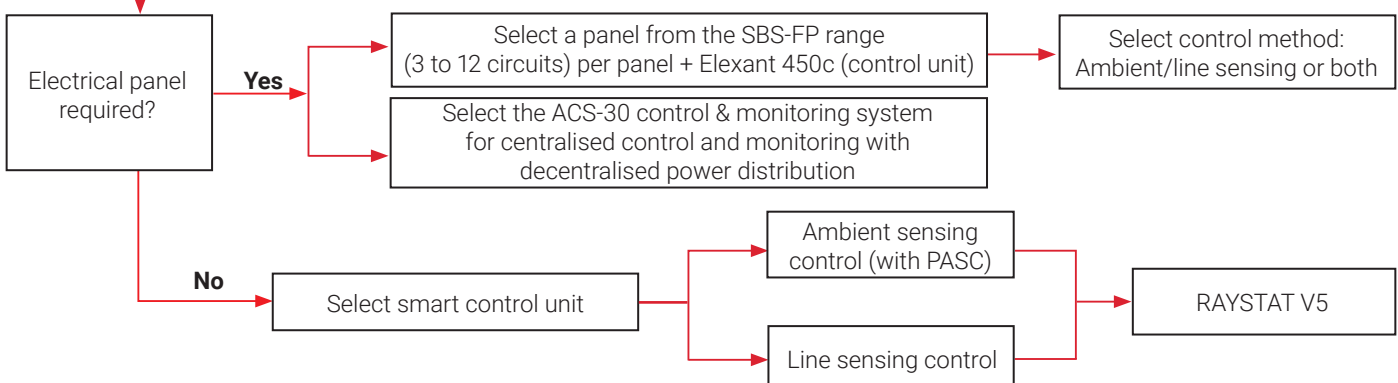 Electrical panel
required?
Yes
Select a panel from the SBS-FP range
(3 to 12 circuits) per panel + Elexant 450c (control unit)
Select control method:
Ambient/line sensing or both
Select the ACS-30 control & monitoring system
for centralised control and monitoring with
decentralised power distribution
No
Select smart control unit
Ambient sensing
control (with PASC)
Line sensing control
RAYSTAT V5